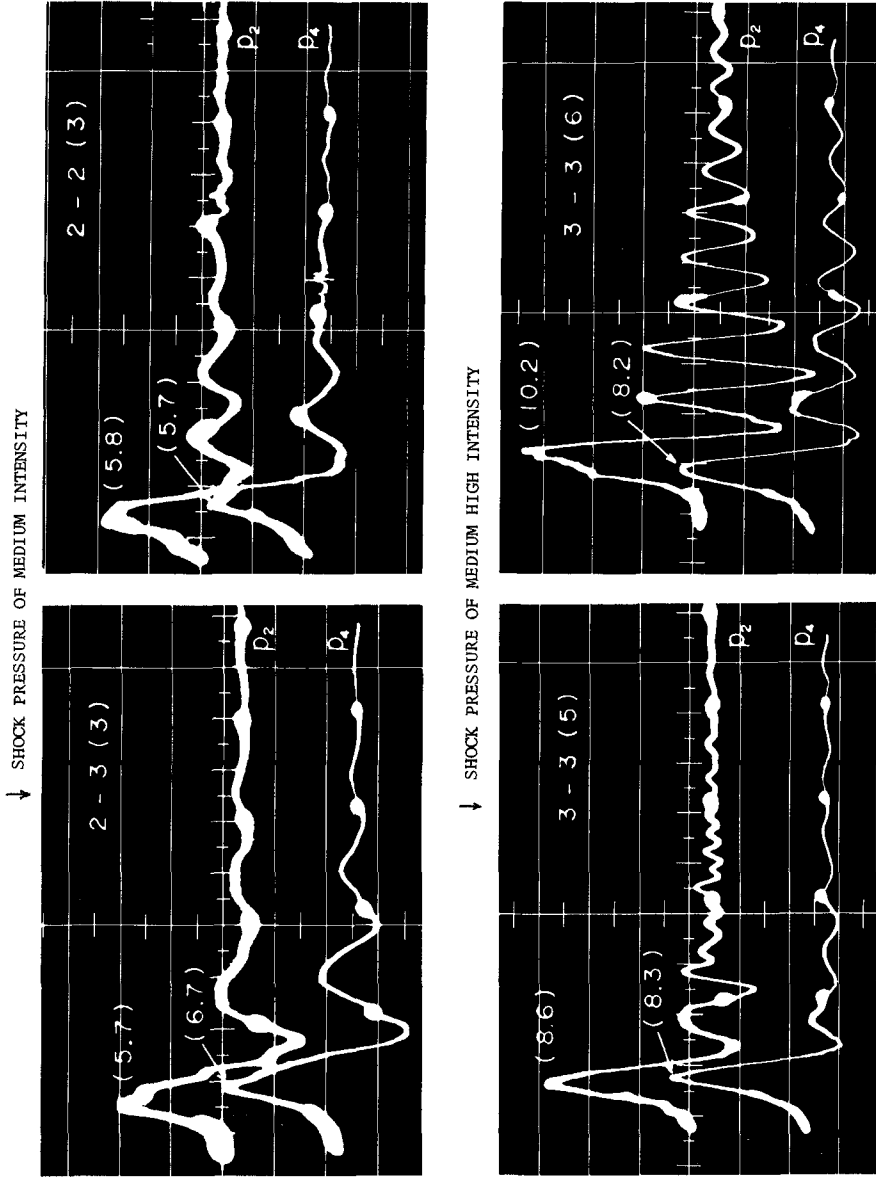 ↓ SHOCK PRESSURE OF MEDIUM INTENSITY
2 - 3 (3)
(5.7)
(6.7)
P₂
P₄
2 - 2 (3)
(5.8)
(5.7)
P₂
P₄
↓ SHOCK PRESSURE OF MEDIUM HIGH INTENSITY
3 - 3 (5)
(8.6)
(8.3)
P₂
P₄
3 - 3 (6)
(10.2)
(8.2)
P₂
P₄